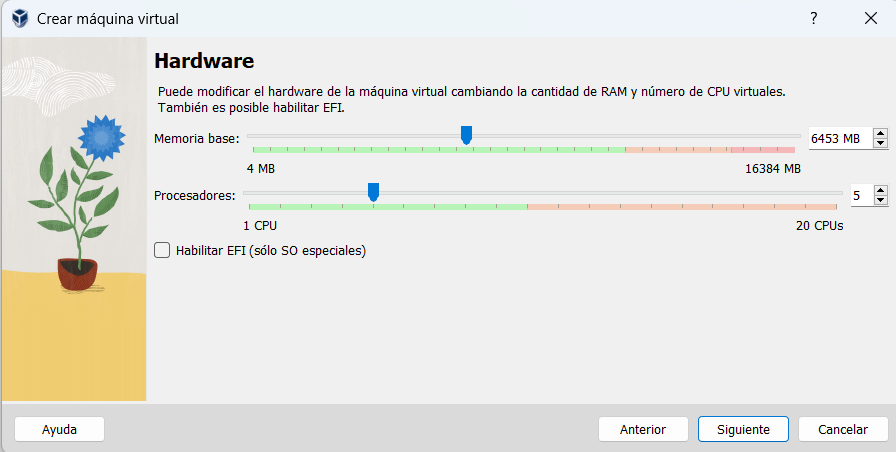 Crear máquina virtual
?
Hardware
Puede modificar el hardware de la máquina virtual cambiando la cantidad de RAM y número de CPU virtuales.
También es posible habilitar EFI.
Memoria base:
6453 MB
4 MB
16384 MB
Procesadores:
5
1 CPU
20 CPUs
Habilitar EFI (sólo SO especiales)
Ayuda
Anterior
Siguiente
Cancelar